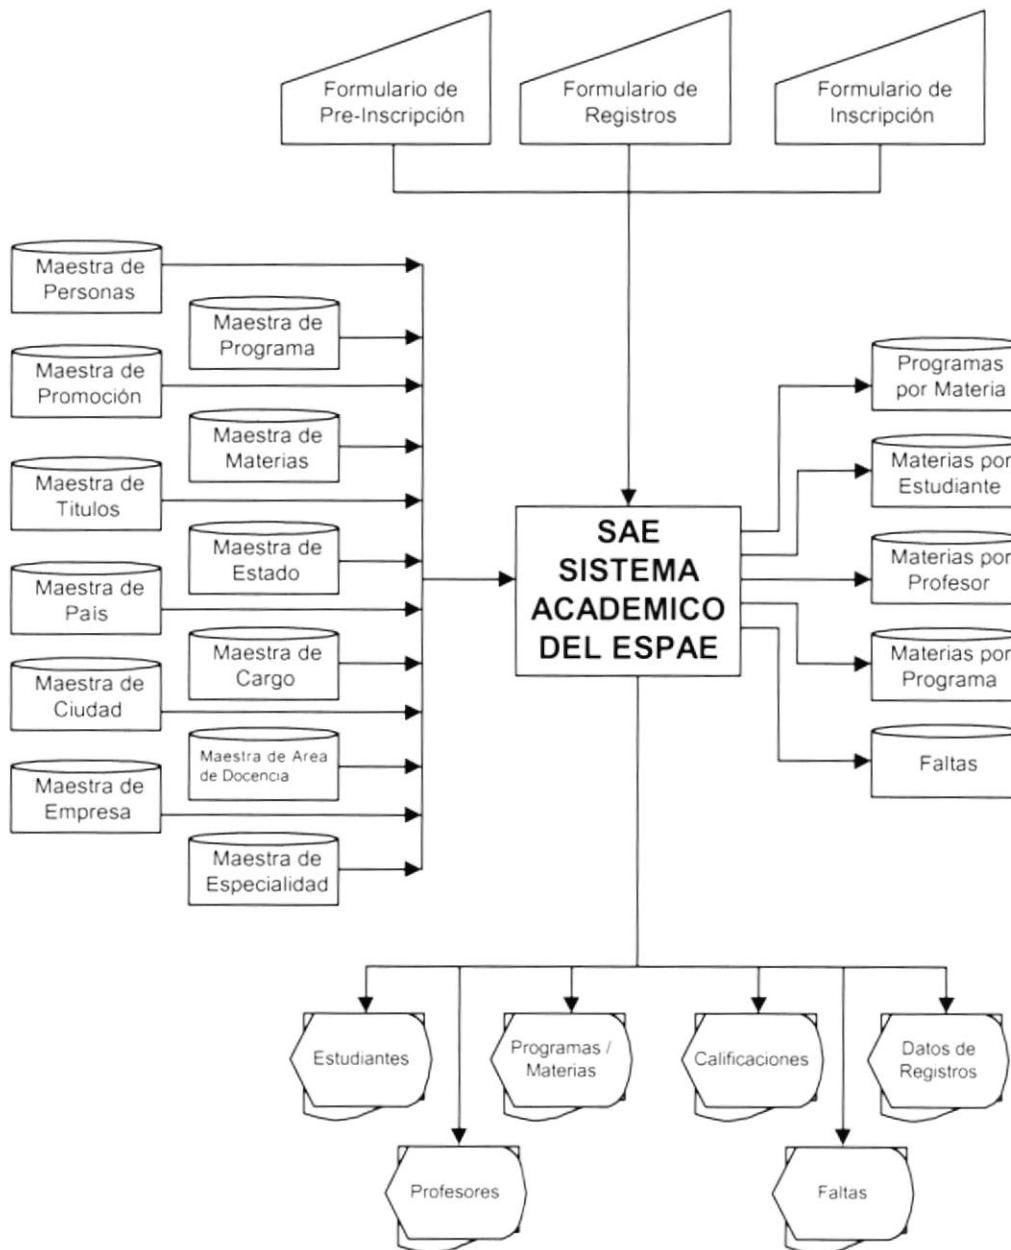 Formulario de
Pre-Inscripción
Formulario de
Registros
Formulario de
Inscripción
Maestra de
Personas
Maestra de
Programa
Maestra de
Promoción
Maestra de
Materias
Maestra de
Titulos
Maestra de
Estado
Maestra de
País
Maestra de
Cargo
Maestra de
Ciudad
Maestra de Area
de Docencia
Maestra de
Empresa
Maestra de
Especialidad
SAE
SISTEMA
ACADEMICO
DEL ESPAE
Programas
por Materia
Materias por
Estudiante
Materias por
Profesor
Materias por
Programa
Faltas
Estudiantes
Programas /
Materias
Calificaciones
Datos de
Registros
Profesores
Faltas